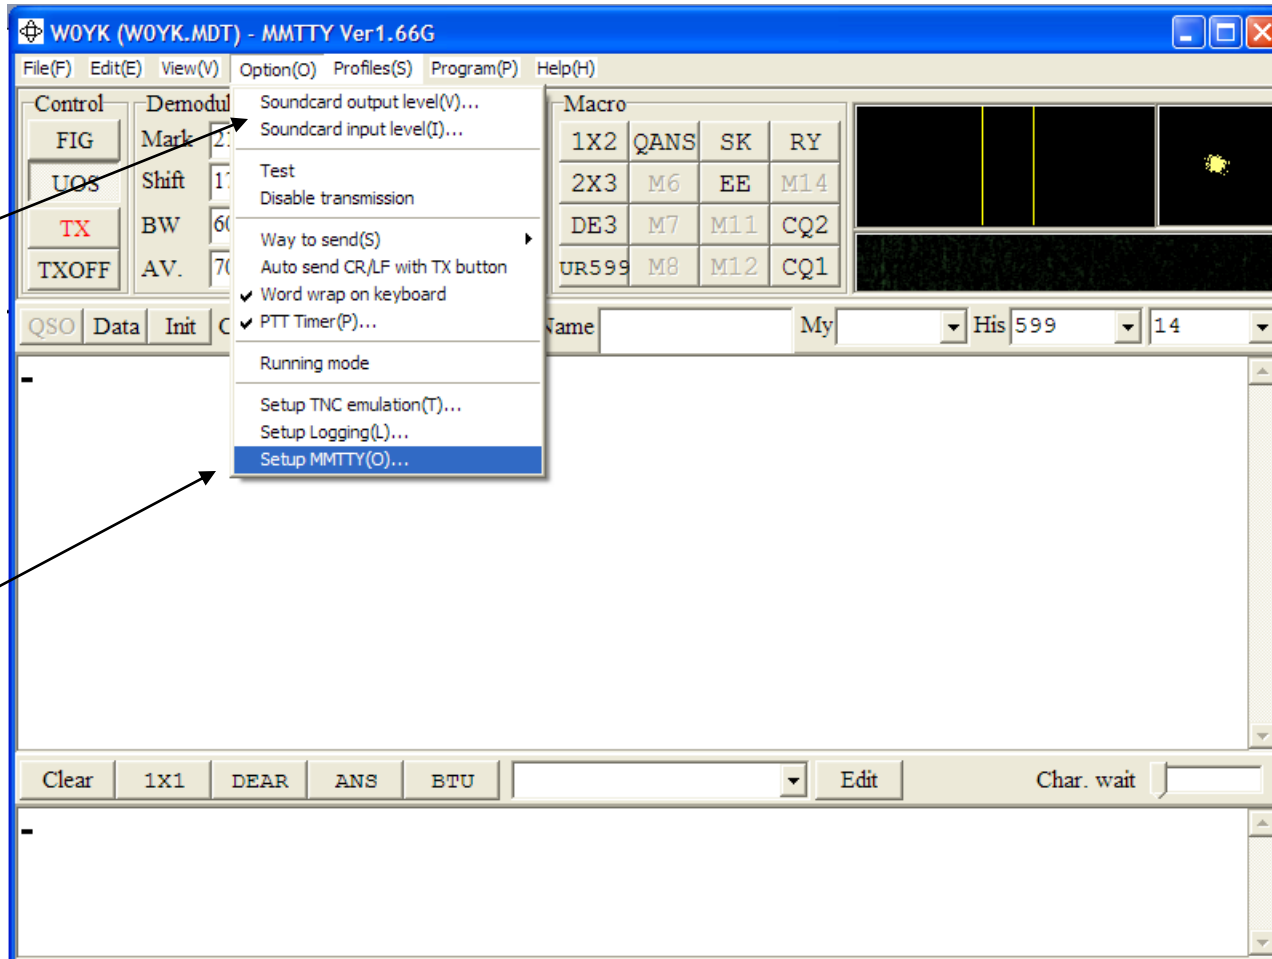 W0YK (W0YK.MDT) - MMTTY Ver1.66G
File(F) Edit(E) View(V) Option(O) Profiles(S) Program(P) Help(H)
Control
FIG
UOS
TX
TXOFF
Mark
Shift
BW
AV.
Soundcard output level(V)...
Soundcard input level(I)...
Test
Disable transmission
Way to send(S)
Auto send CR/LF with TX button
Word wrap on keyboard
PTT Timer(P)...
Running mode
Setup TNC emulation(T)...
Setup Logging(L)...
Setup MMTTY(O)...
Macro
1X2 QANS SK RY
2X3 M6 EE M14
DE3 M7 M11 CQ2
UR599 M8 M12 CQ1
QSO Data Init Name My His 599 14
Clear 1X1 DEAR ANS BTU Edit Char. wait